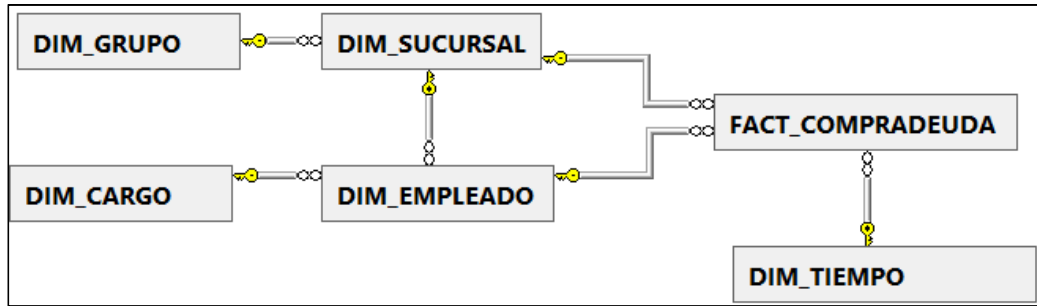 DIM_GRUPO
DIM_SUCURSAL
FACT_COMPRADEUDA
DIM_CARGO
DIM_EMPLEADO
DIM_TIEMPO